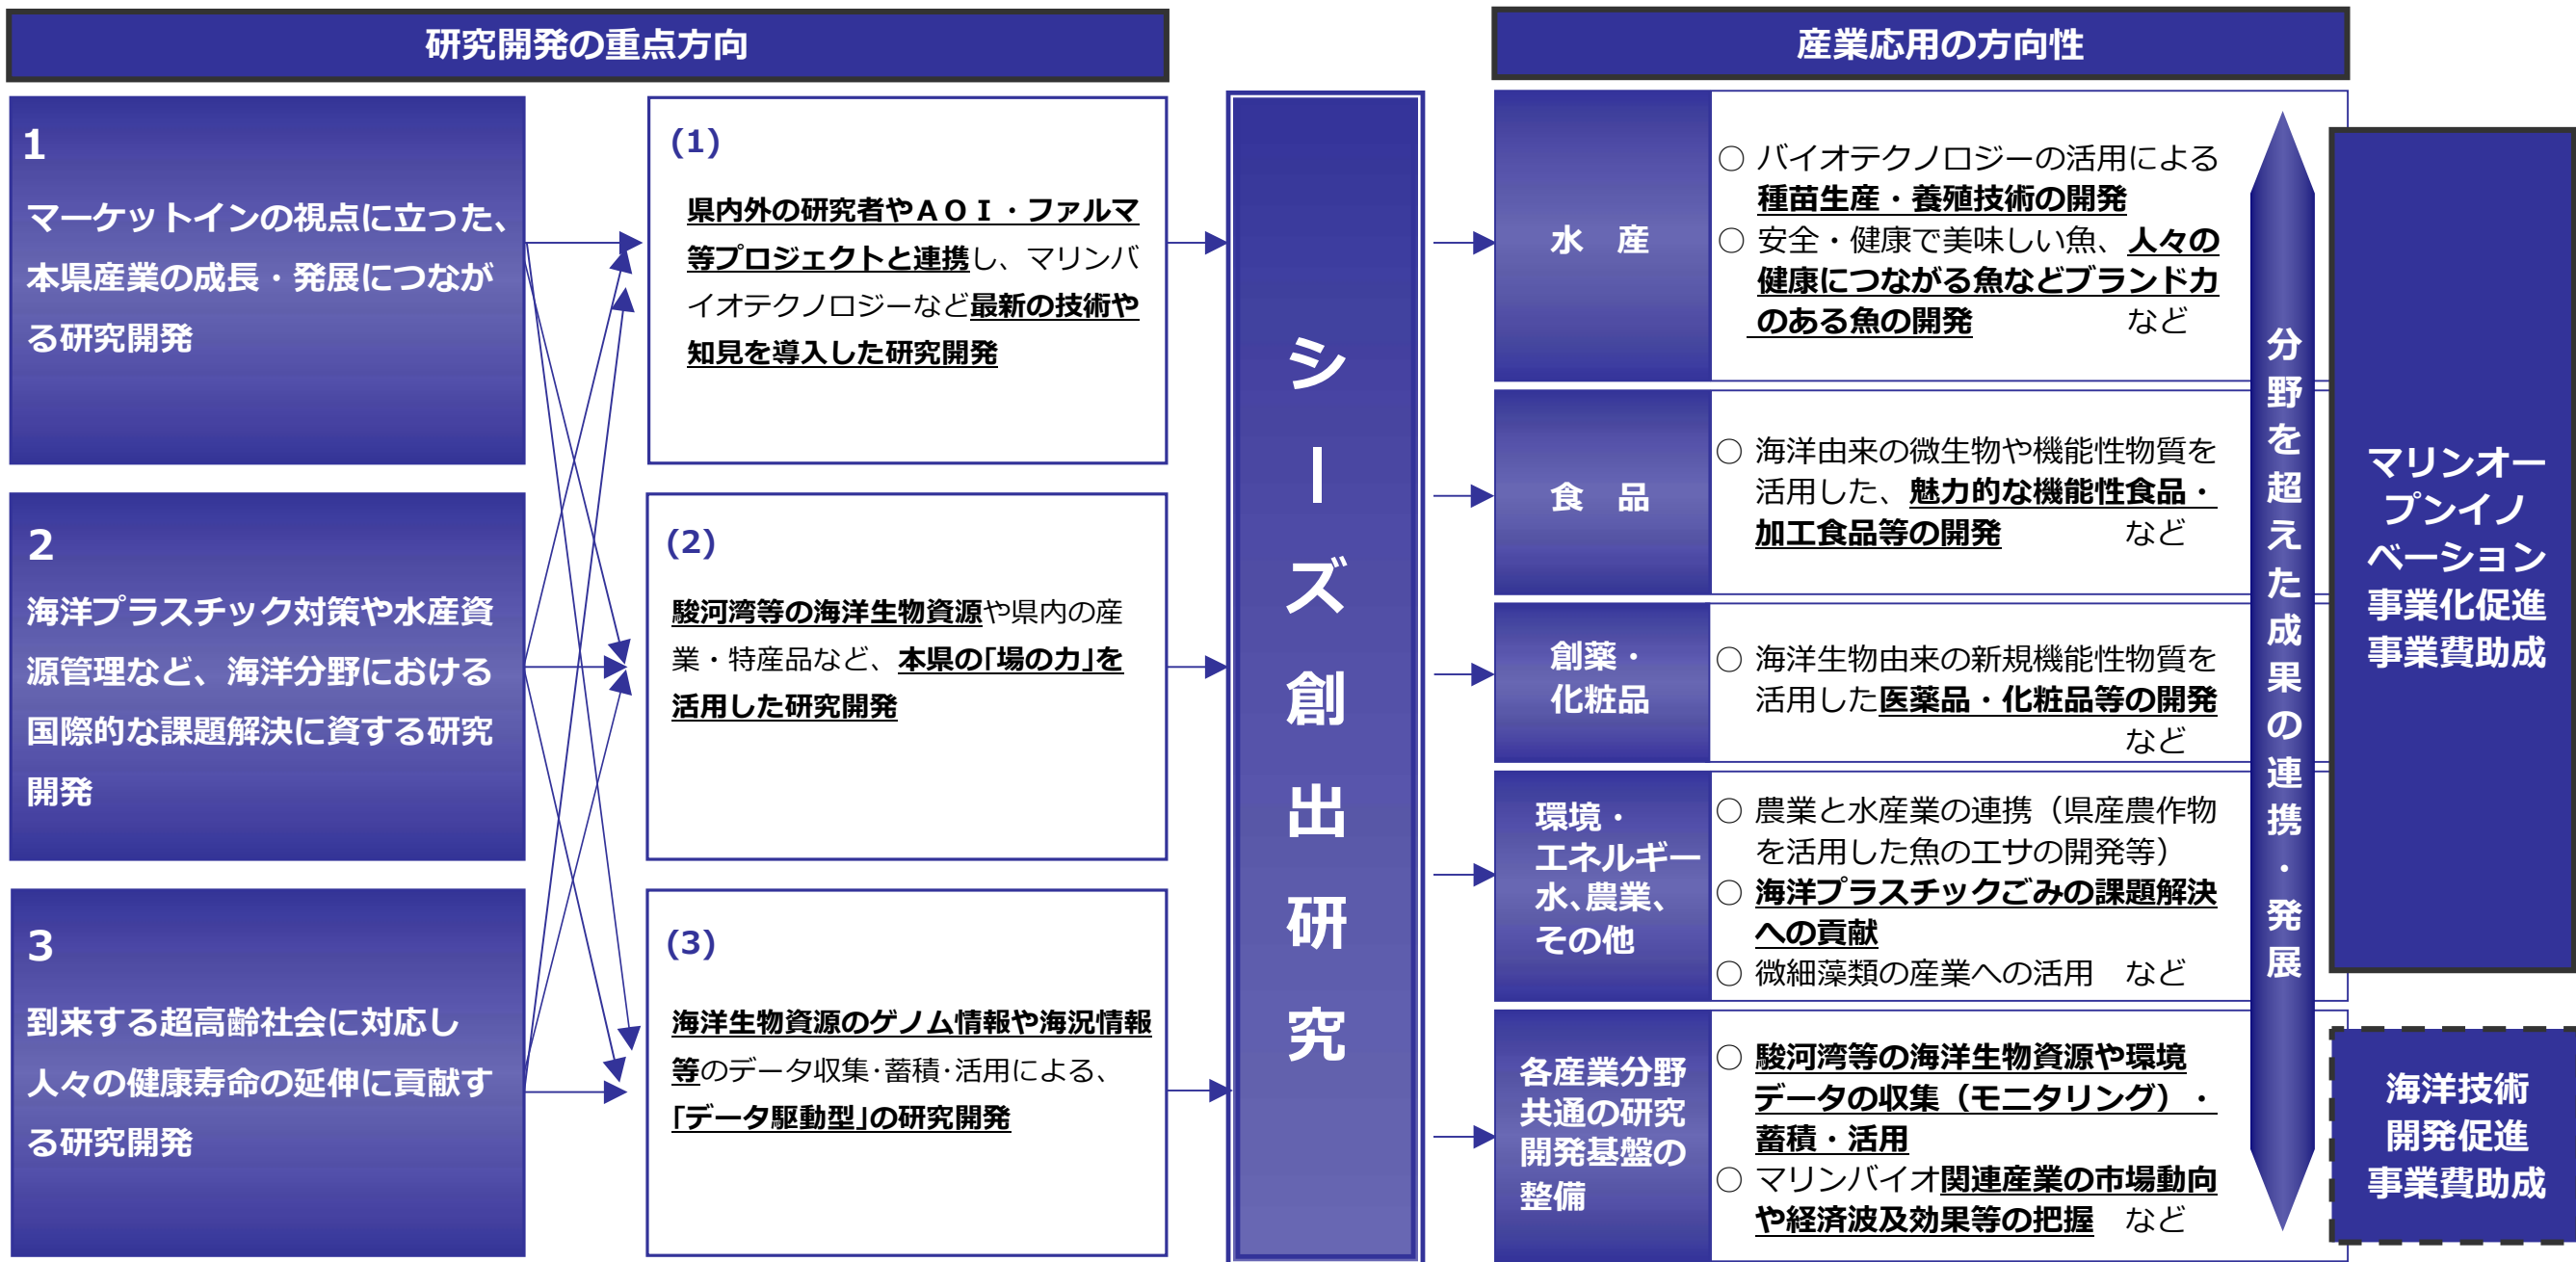 研究開発の重点方向
1
マーケットインの視点に立った、
本県産業の成長・発展につなが
る研究開発
2
海洋プラスチック対策や水産資
源管理など、海洋分野における
国際的な課題解決に資する研究
開発
3
到来する超高齢社会に対応し
人々の健康寿命の延伸に貢献す
る研究開発
(1)
県内外の研究者やＡＯＩ・ファルマ
等プロジェクトと連携し、マリンバ
イオテクノロジーなど最新の技術や
知見を導入した研究開発
(2)
駿河湾等の海洋生物資源や県内の産
業・特産品など、本県の｢場の力｣を
活用した研究開発
(3)
海洋生物資源のゲノム情報や海況情報
等のデータ収集･蓄積･活用による、
｢データ駆動型｣の研究開発
シーズ創出研究
産業応用の方向性
水　産
○ バイオテクノロジーの活用による
種苗生産・養殖技術の開発
○ 安全・健康で美味しい魚、人々の
健康につながる魚などブランド力
のある魚の開発　　　　など
食　品
○ 海洋由来の微生物や機能性物質を
活用した、魅力的な機能性食品・
加工食品等の開発　　　　など
創薬・
化粧品
○ 海洋生物由来の新規機能性物質を
活用した医薬品・化粧品等の開発
など
環境・
エネルギー
水、農業、
その他
○ 農業と水産業の連携（県産農作物
を活用した魚のエサの開発等）
○ 海洋プラスチックごみの課題解決
への貢献
○ 微細藻類の産業への活用　など
各産業分野
共通の研究
開発基盤の
整備
○ 駿河湾等の海洋生物資源や環境
データの収集（モニタリング）・
蓄積・活用
○ マリンバイオ関連産業の市場動向
や経済波及効果等の把握　など
分野を超えた成果の連携・発展
マリンオー
プンイノ
ベーション
事業化促進
事業費助成
海洋技術
開発促進
事業費助成